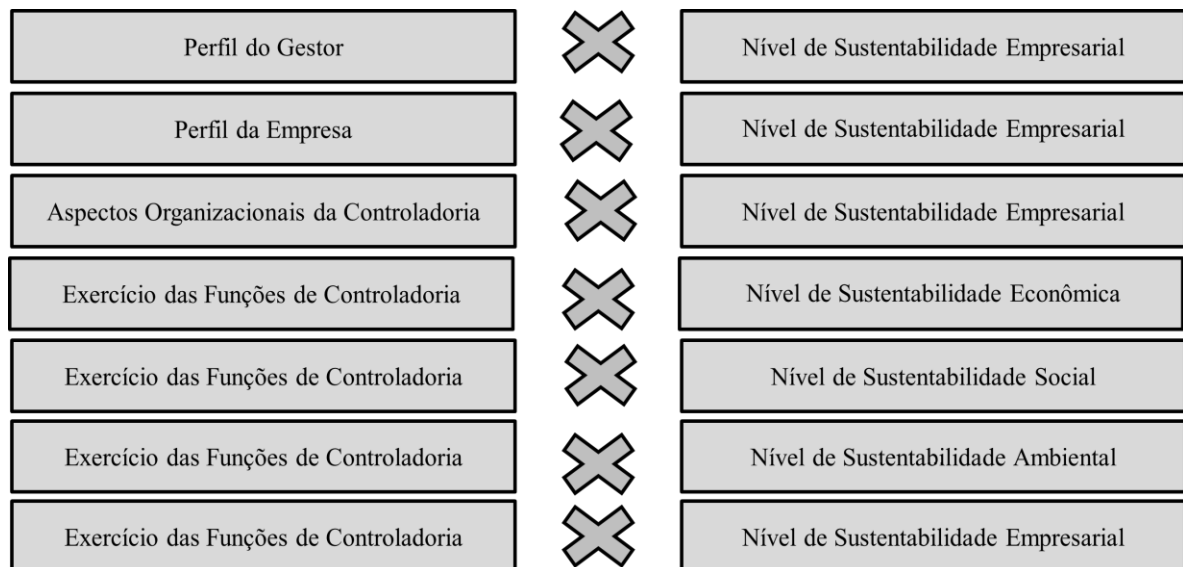 Perfil do Gestor
Nível de Sustentabilidade Empresarial
Perfil da Empresa
Nível de Sustentabilidade Empresarial
Aspectos Organizacionais da Controladoria
Nível de Sustentabilidade Empresarial
Exercício das Funções de Controladoria
Nível de Sustentabilidade Econômica
Exercício das Funções de Controladoria
Nível de Sustentabilidade Social
Exercício das Funções de Controladoria
Nível de Sustentabilidade Ambiental
Exercício das Funções de Controladoria
Nível de Sustentabilidade Empresarial